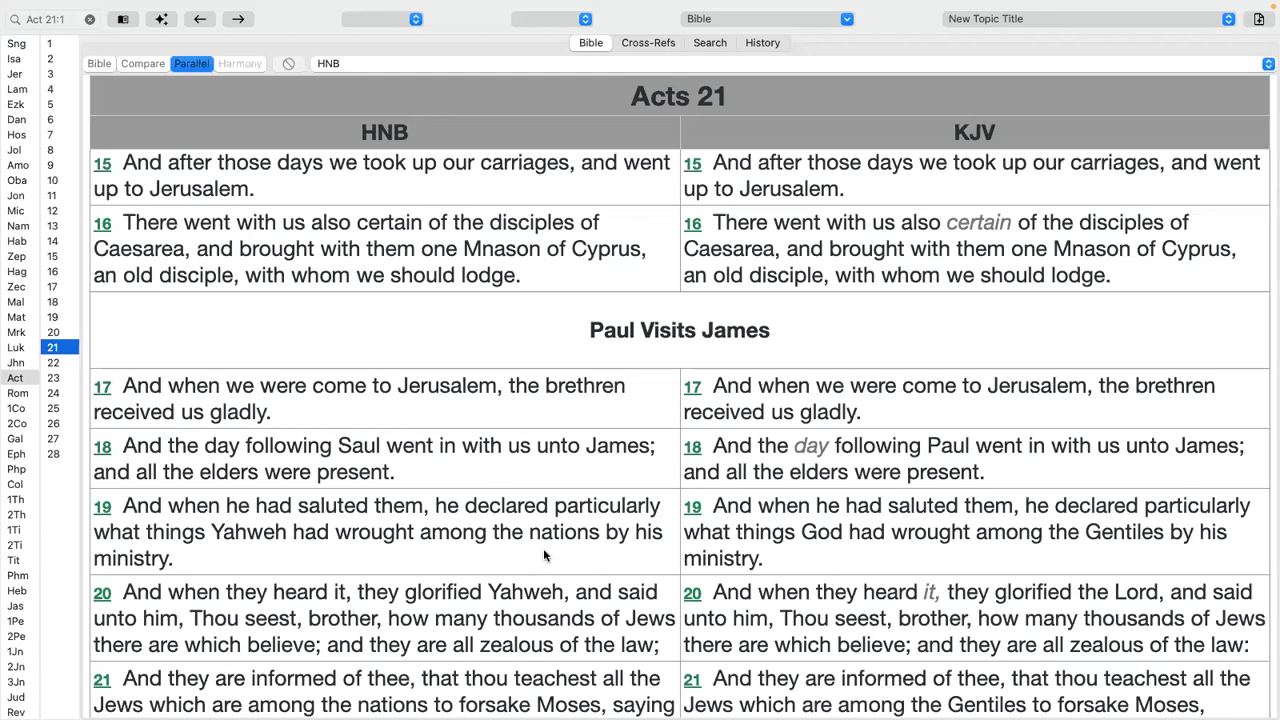 Act 21:1
Bible
New Topic Title
Bible Cross-Refs Search History
Bible Compare Parallel Harmony HNB
Sng
Isa
Jer
Lam
Ezk
Dan
Hos
Jol
Amo
Oba
Jon
Mic
Nam
Hab
Zep
Hag
Zec
Mal
Mat
Mrk
Luk
Jhn
Act
Rom
1Co
2Co
Gal
Eph
Php
Col
1Th
2Th
1Ti
2Ti
Tit
Phm
Heb
Jas
1Pe
2Pe
1Jn
2Jn
3Jn
Jud
Rev
1
2
3
4
5
6
7
8
9
10
11
12
13
14
15
16
17
18
19
20
21
22
23
24
25
26
27
28
Acts 21
HNB
15 And after those days we took up our carriages, and went
up to Jerusalem.
16 There went with us also certain of the disciples of
Caesarea, and brought with them one Mnason of Cyprus,
an old disciple, with whom we should lodge.
KJV
15 And after those days we took up our carriages, and went
up to Jerusalem.
16 There went with us also certain of the disciples of
Caesarea, and brought with them one Mnason of Cyprus,
an old disciple, with whom we should lodge.
Paul Visits James
17 And when we were come to Jerusalem, the brethren
received us gladly.
18 And the day following Saul went in with us unto James;
and all the elders were present.
19 And when he had saluted them, he declared particularly
what things Yahweh had wrought among the nations by his
ministry.
20 And when they heard it, they glorified Yahweh, and said
unto him, Thou seest, brother, how many thousands of Jews
there are which believe; and they are all zealous of the law;
21 And they are informed of thee, that thou teachest all the
Jews which are among the nations to forsake Moses, saying
17 And when we were come to Jerusalem, the brethren
received us gladly.
18 And the day following Paul went in with us unto James;
and all the elders were present.
19 And when he had saluted them, he declared particularly
what things God had wrought among the Gentiles by his
ministry.
20 And when they heard it, they glorified the Lord, and said
unto him, Thou seest, brother, how many thousands of Jews
there are which believe; and they are all zealous of the law:
21 And they are informed of thee, that thou teachest all the
Jews which are among the Gentiles to forsake Moses,